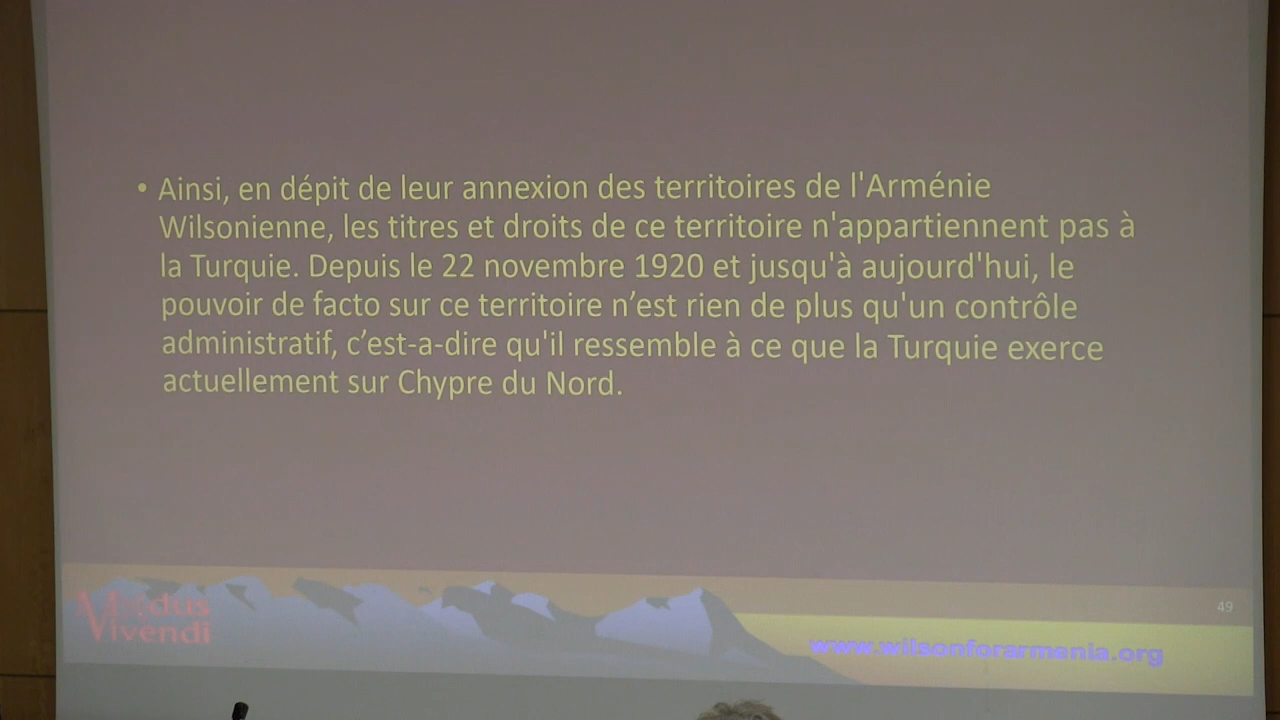 • Ainsi, en dépit de leur annexion des territoires de l'Arménie
Wilsonienne, les titres et droits de ce territoire n'appartiennent pas à
la Turquie. Depuis le 22 novembre 1920 et jusqu'à aujourd'hui, le
pouvoir de facto sur ce territoire n’est rien de plus qu'un contrôle
administratif, c’est-a-dire qu'il ressemble à ce que la Turquie exerce
actuellement sur Chypre du Nord.
49
Modus
Vivendi
www.wilsonforarmenia.org